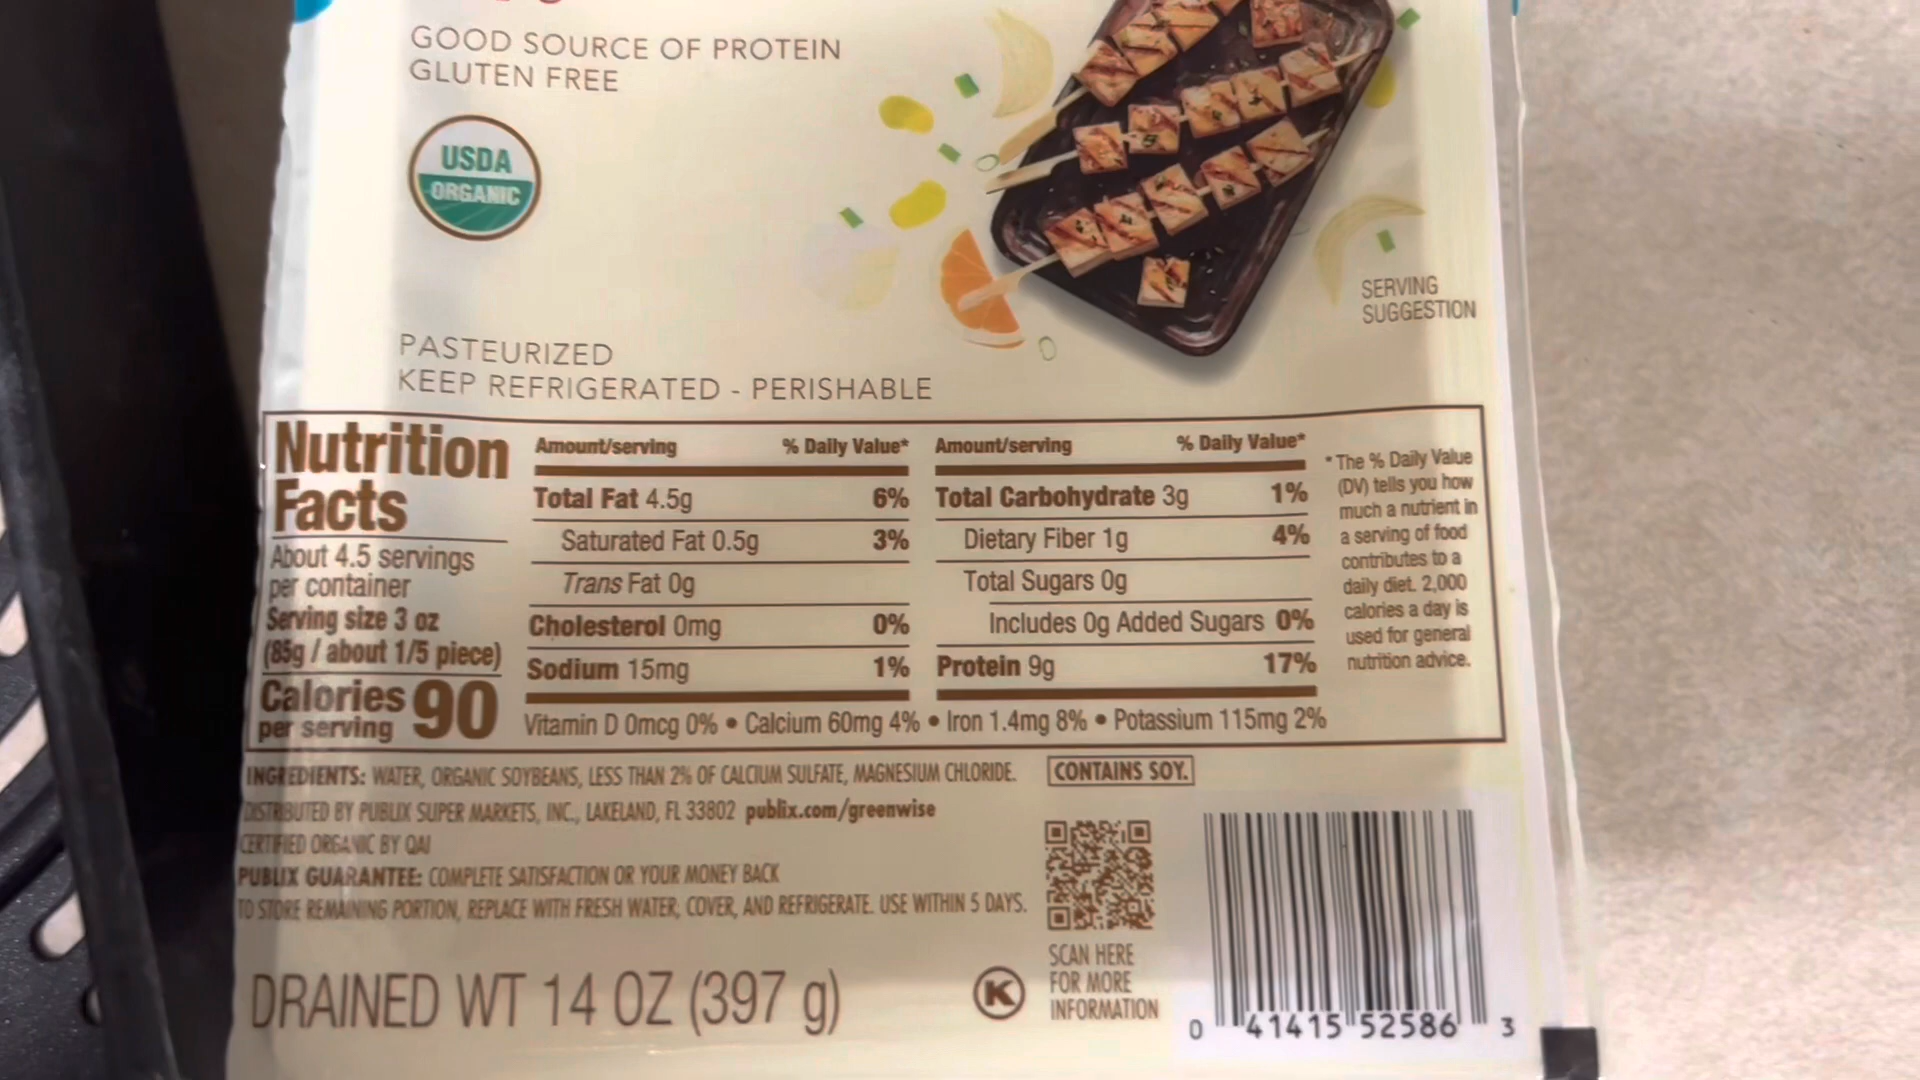 GOOD SOURCE OF PROTEIN
GLUTEN FREE
USDA
ORGANIC
SERVING
SUGGESTION
PASTEURIZED
KEEP REFRIGERATED - PERISHABLE
Nutrition
Facts
About 4.5 servings
per container
Serving size 3 oz
(85g / about 1/5 piece)
Calories 90
per serving
Amount/serving % Daily Value*
Total Fat 4.5g 6%
Saturated Fat 0.5g 3%
Trans Fat 0g
Cholesterol 0mg 0%
Sodium 15mg 1%
Amount/serving % Daily Value*
Total Carbohydrate 3g 1%
Dietary Fiber 1g 4%
Total Sugars 0g
Includes 0g Added Sugars 0%
Protein 9g 17%
Vitamin D 0mcg 0% • Calcium 60mg 4% • Iron 1.4mg 8% • Potassium 115mg 2%
* The % Daily Value
(DV) tells you how
much a nutrient in
a serving of food
contributes to a
daily diet. 2,000
calories a day is
used for general
nutrition advice.
INGREDIENTS: WATER, ORGANIC SOYBEANS, LESS THAN 2% OF CALCIUM SULFATE, MAGNESIUM CHLORIDE.
CONTAINS SOY.
DISTRIBUTED BY PUBLIX SUPER MARKETS, INC., LAKELAND, FL 33802 publix.com/greenwise
CERTIFIED ORGANIC BY QAI
PUBLIX GUARANTEE: COMPLETE SATISFACTION OR YOUR MONEY BACK
TO STORE REMAINING PORTION, REPLACE WITH FRESH WATER, COVER, AND REFRIGERATE. USE WITHIN 5 DAYS.
SCAN HERE
FOR MORE
INFORMATION
DRAINED WT 14 OZ (397 g)
K
0 41415 52586 3